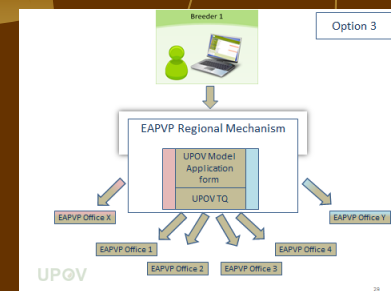 Breeder 1
Option 3
EAPVP Regional Mechanism
UPOV Model
Application
form
UPOV TQ
EAPVP Office X
EAPVP Office Y
EAPVP Office 1
EAPVP Office 4
EAPVP Office 2
EAPVP Office 3
UPOV